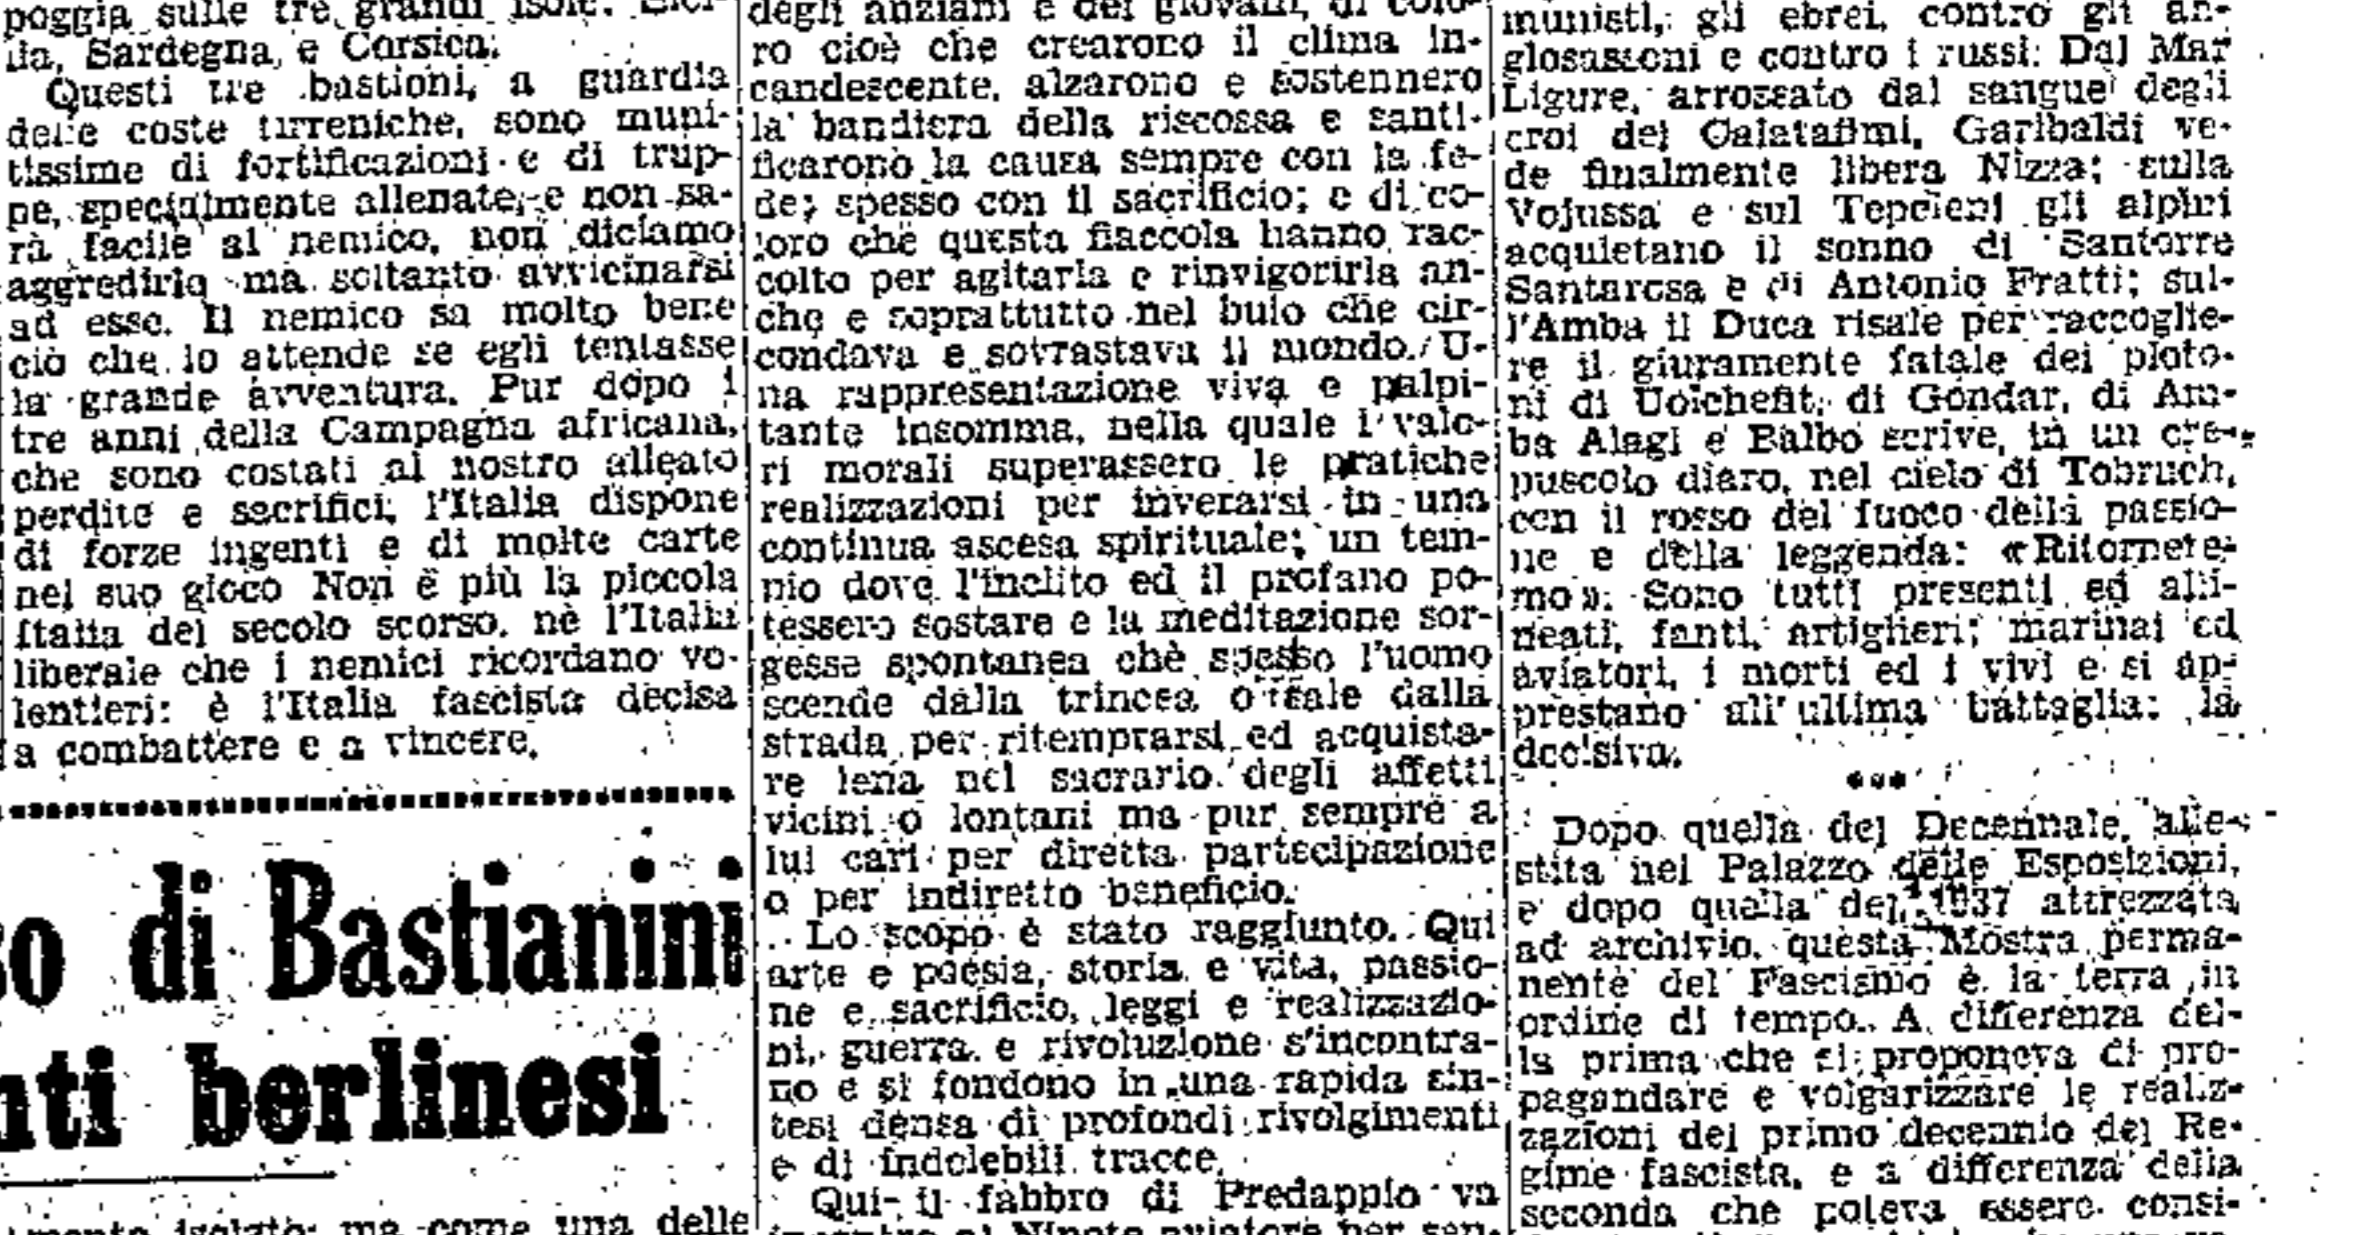 poggia sulle tre grandi isole: Sici-
lia, Sardegna, e Corsica.
Questi tre bastioni, a guardia
delle coste tirreniche, sono muni-
tissime di fortificazioni e di trup-
pe, specialmente allenate, e non sa-
rà facile al nemico, non diciamo
aggredirle ma soltanto avvicinarsi
ad esse. Il nemico sa molto bene
ciò che lo attende se egli tentasse
la grande avventura. Pur dopo i
tre anni della Campagna africana,
che sono costati al nostro alleato
perdite e sacrifici, l'Italia dispone
di forze ingenti e di molte carte
nel suo gioco Non è più la piccola
Italia del secolo scorso, nè l'Italia
liberale che i nemici ricordano vo-
lentieri: è l'Italia fascista decisa
a combattere e a vincere.
so di Bastianini
nti berlinesi
mente isolato: ma come una delle
degli anziani e dei giovani, di colo-
ro cioè che crearono il clima in-
candescente, alzarono e sostennero
la bandiera della riscossa e santi-
ficarono la causa sempre con la fe-
de; spesso con il sacrificio; e di co-
loro che questa fiaccola hanno rac-
colto per agitarla e rinvigorirla an-
che e soprattutto nel buio che cir-
condava e sovrastava il mondo. U-
na rappresentazione viva e palpi-
tante insomma, nella quale i valo-
ri morali superassero le pratiche
realizzazioni per inverarsi in una
continua ascesa spirituale; un tem-
pio dove l'inclito ed il profano po-
tessero sostare e la meditazione sor-
gesse spontanea chè spesso l'uomo
scende dalla trincea o sale dalla
strada per ritemprarsi ed acquista-
re lena nel sacrario degli affetti
vicini o lontani ma pur sempre a
lui cari per diretta partecipazione
o per indiretto beneficio.
Lo scopo è stato raggiunto. Qui
arte e poesia, storia e vita, passio-
ne e sacrificio, leggi e realizzazio-
ni, guerra e rivoluzione s'incontra-
no e si fondono in una rapida sin-
tesi densa di profondi rivolgimenti
e di indelebili tracce.
Qui il fabbro di Predappio va
incontro al Nipote aviatore per sen-
munisti, gli ebrei, contro gli an-
glosassoni e contro i russi. Dal Mar
Ligure, arrossato dal sangue degli
eroi dei Calatafimi, Garibaldi ve-
de finalmente libera Nizza; sulla
Vojussa e sul Tepeleni gli alpini
acquietano il sonno di Santorre
Santarosa e di Antonio Fratti; sul-
l'Amba il Duca risale per raccoglie-
re il giuramente fatale dei ploto-
ni di Uolchefit, di Gondar, di Am-
ba Alagi e Balbo scrive, in un cre-
puscolo diaro, nel cielo di Tobruch,
con il rosso del fuoco della passio-
ne e della leggenda: «Ritornere-
mo». Sono tutti presenti ed alli-
neati, fanti, artiglieri, marinai ed
aviatori, i morti ed i vivi e si ap-
prestano all'ultima battaglia: la
decisiva.
***
Dopo quella del Decennale, alle-
stita nel Palazzo delle Esposizioni,
e dopo quella del 1937 attrezzata
ad archivio, questa Mostra perma-
nente del Fascismo è la terra in
ordine di tempo. A differenza del-
la prima che si proponeva di pro-
pagandare e volgarizzare le realiz-
zazioni del primo decennio del Re-
gime fascista, e a differenza della
seconda che poteva essere consi-